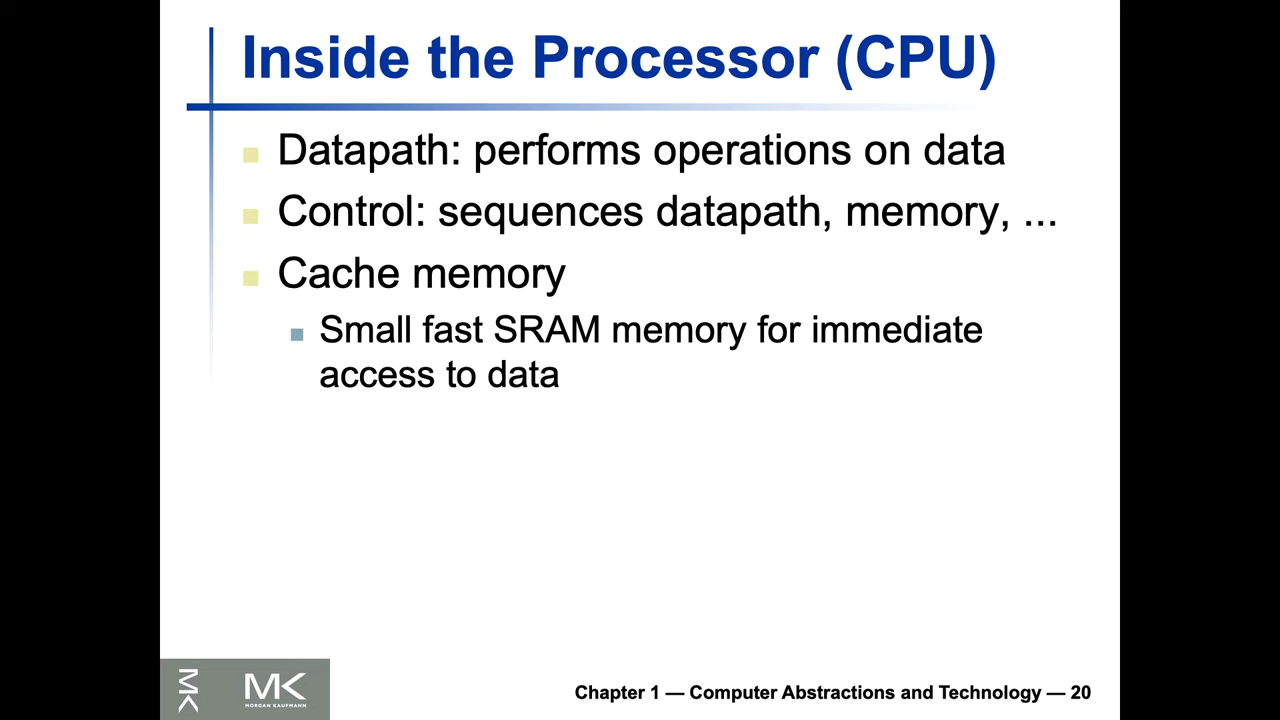 Inside the Processor (CPU)
Datapath: performs operations on data
Control: sequences datapath, memory, ...
Cache memory
Small fast SRAM memory for immediate
access to data
MK
MK
MORGAN KAUFMANN
Chapter 1 — Computer Abstractions and Technology — 20